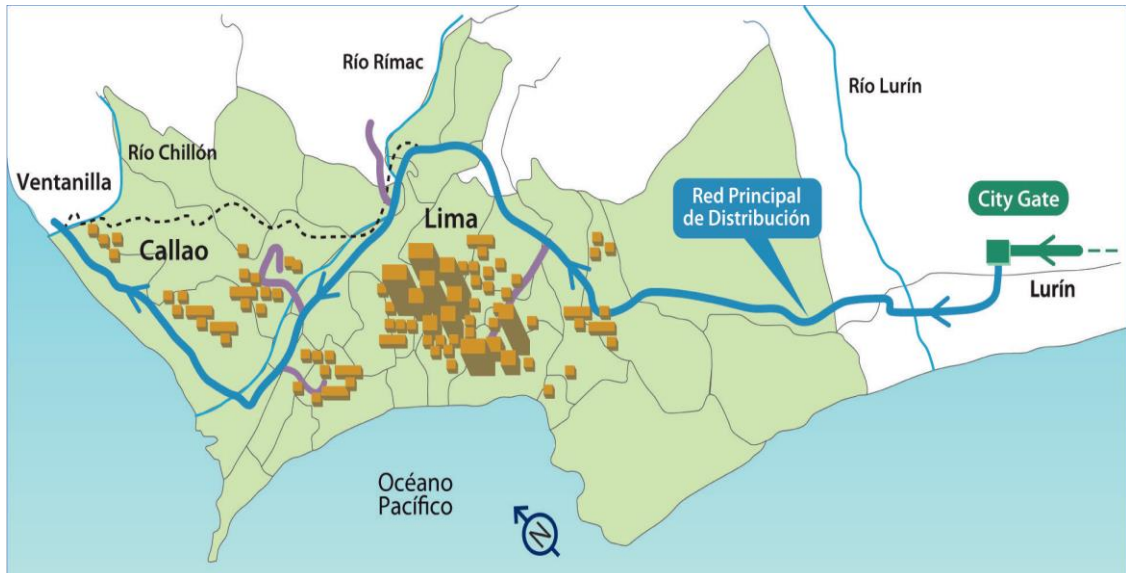 Río Rímac
Río Lurín
Río Chillón
Ventanilla
Red Principal
de Distribución
City Gate
Lima
Callao
Lurín
Océano
Pacífico
N